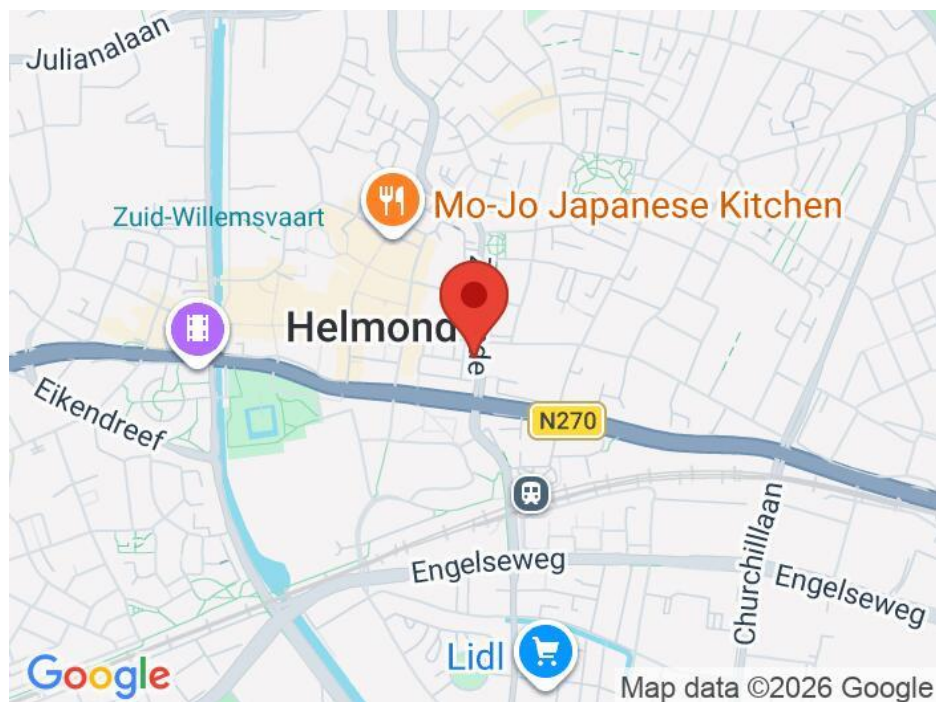 Julianalaan
Zuid-Willemsvaart
Mo-Jo Japanese Kitchen
Helmond
de
Eikendreef
N270
Engelseweg
Churchilllaan
Engelseweg
Lidl
Google
Map data ©2026 Google